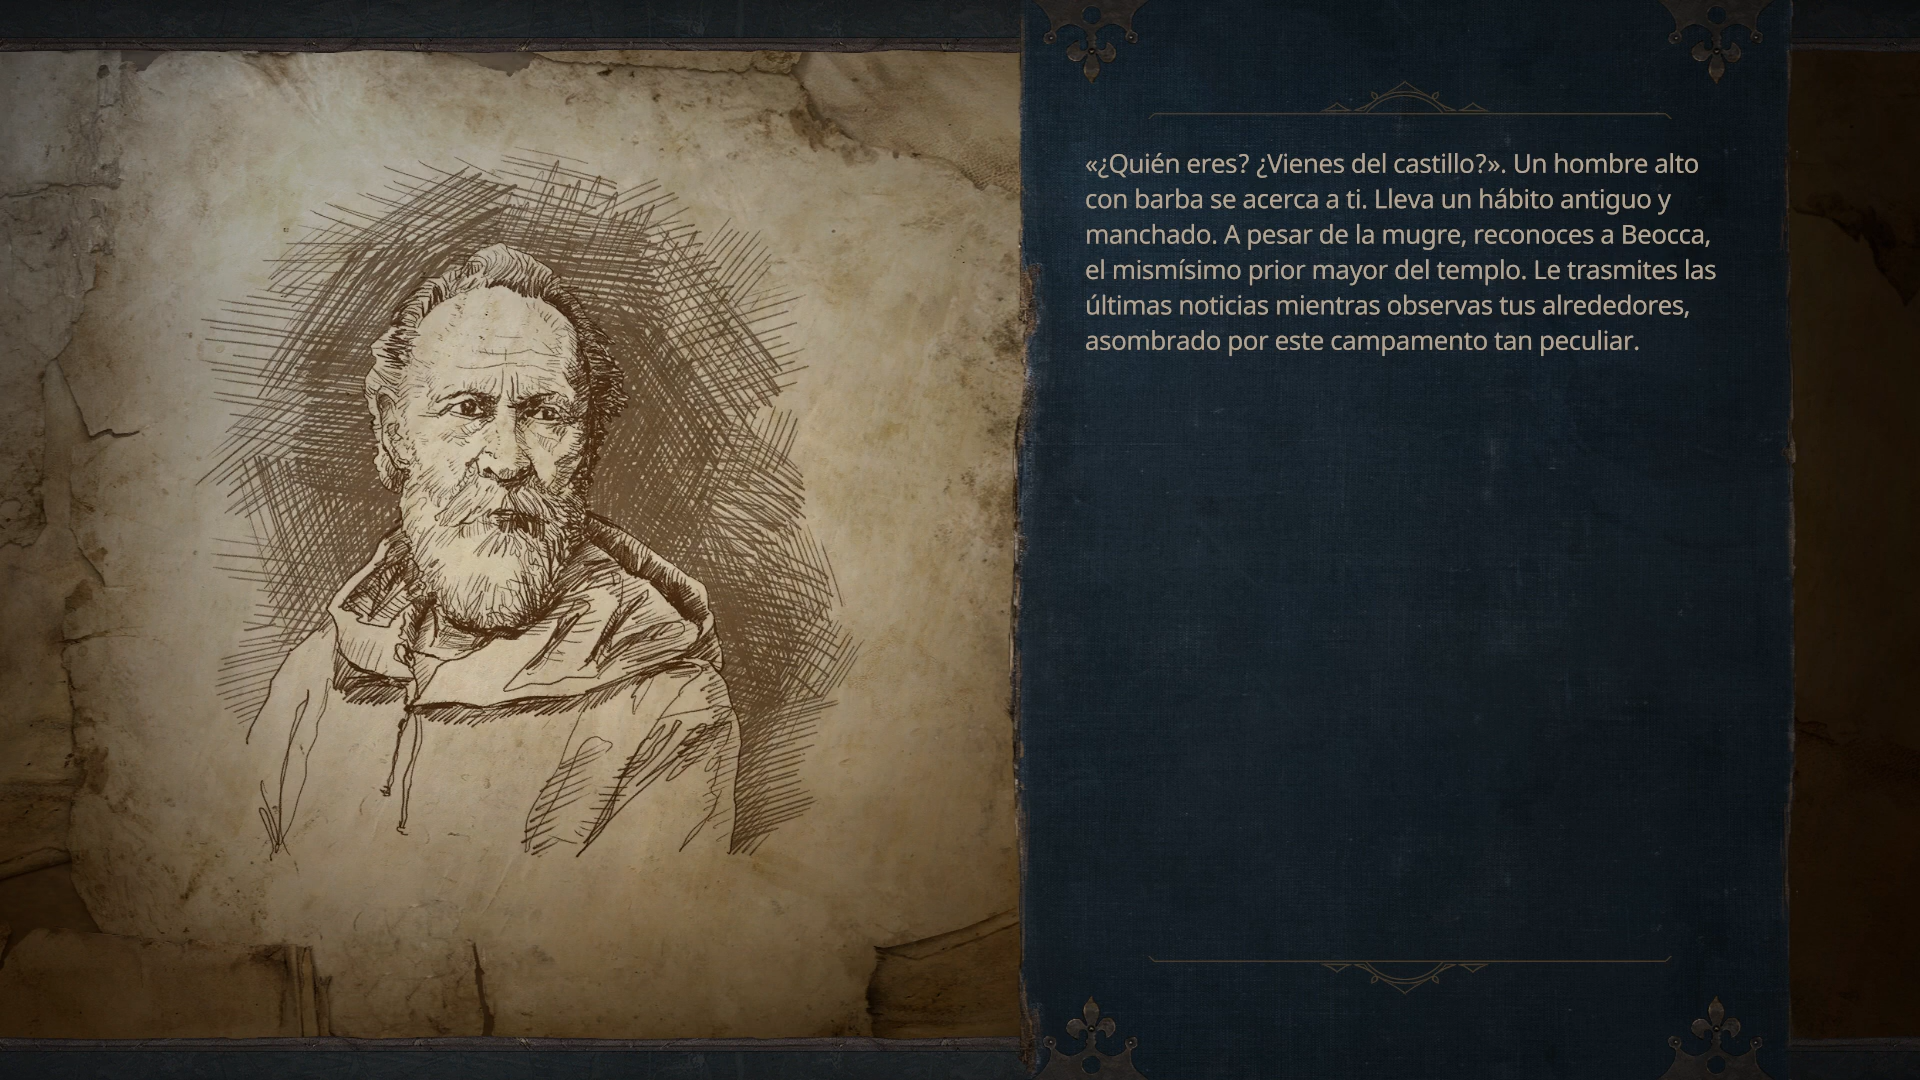 «¿Quién eres? ¿Vienes del castillo?». Un hombre alto
con barba se acerca a ti. Lleva un hábito antiguo y
manchado. A pesar de la mugre, reconoces a Beocca,
el mismísimo prior mayor del templo. Le trasmites las
últimas noticias mientras observas tus alrededores,
asombrado por este campamento tan peculiar.